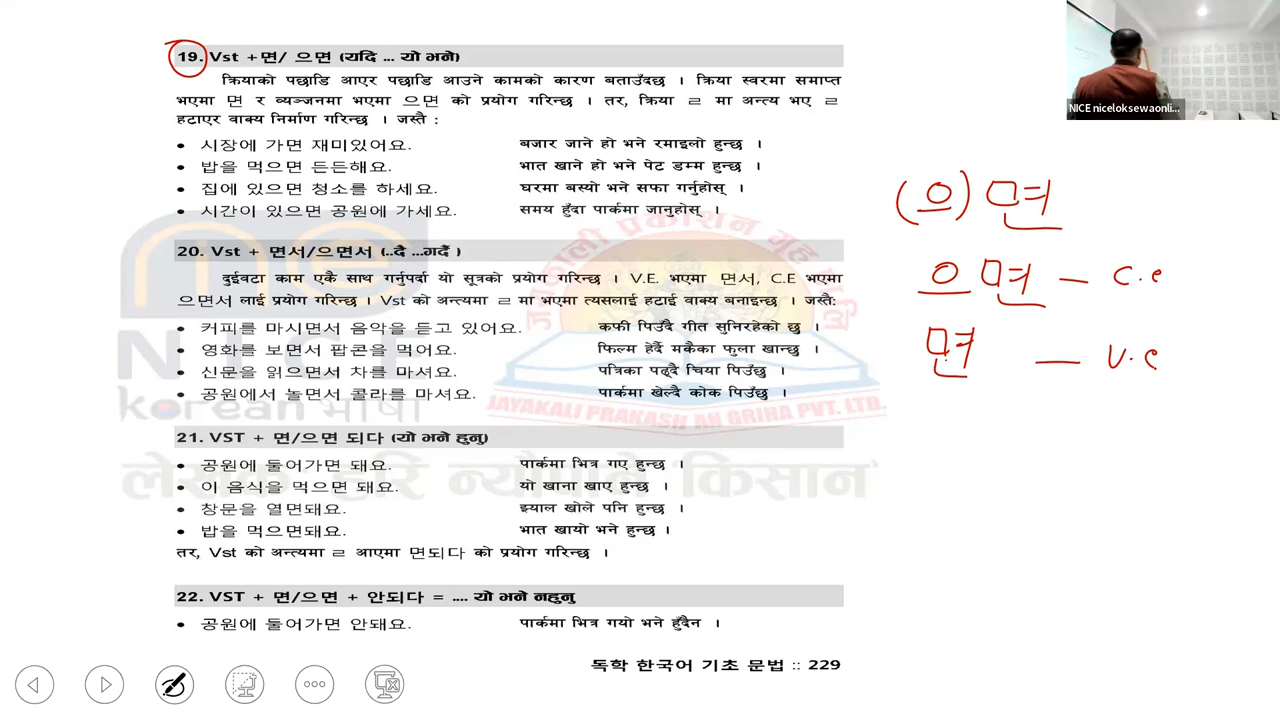 19. Vst +면/ 으면 (यदि ... यो भने)
क्रियाको पछाडि आएर पछाडि आउने कामको कारण बताउँदछ । क्रिया स्वरमा समाप्त
भएमा 면 र व्यञ्जनमा भएमा 으면 को प्रयोग गरिन्छ । तर, क्रिया ㄹ मा अन्त्य भए ㄹ
हटाएर वाक्य निर्माण गरिन्छ । जस्तै :
• 시장에 가면 재미있어요. बजार जाने हो भने रमाइलो हुन्छ ।
• 밥을 먹으면 든든해요. भात खाने हो भने पेट डम्म हुन्छ ।
• 집에 있으면 청소를 하세요. घरमा बस्यो भने सफा गर्नुहोस् ।
• 시간이 있으면 공원에 가세요. समय हुँदा पार्कमा जानुहोस् ।
20. Vst + 면서/으면서 (..दै ...गर्दै )
दुईवटा काम एकै साथ गर्नुपर्दा यो सूत्रको प्रयोग गरिन्छ । V.E. भएमा 면서, C.E भएमा
으면서 लाई प्रयोग गरिन्छ । Vst को अन्त्यमा ㄹ मा भएमा त्यसलाई हटाई वाक्य बनाइन्छ । जस्तै:
• 커피를 마시면서 음악을 듣고 있어요. कफी पिउँदै गीत सुनिरहेको छु ।
• 영화를 보면서 팝콘을 먹어요. फिल्म हेर्दै मकैका फुला खान्छु ।
• 신문을 읽으면서 차를 마셔요. पत्रिका पढ्दै चिया पिउँछु ।
• 공원에서 놀면서 콜라를 마셔요. पार्कमा खेल्दै कोक पिउँछु ।
21. VST + 면/으면 되다 (यो भने हुनु)
• 공원에 둘어가면 돼요. पार्कमा भित्र गए हुन्छ ।
• 이 음식을 먹으면 돼요. यो खाना खाए हुन्छ ।
• 창문을 열면돼요. झ्याल खोले पनि हुन्छ ।
• 밥을 먹으면돼요. भात खायो भने हुन्छ ।
तर, Vst को अन्त्यमा ㄹ आएमा 면되다 को प्रयोग गरिन्छ ।
22. VST + 면/으면 + 안되다 = .... यो भने नहुनु
• 공원에 둘어가면 안돼요. पार्कमा भित्र गयो भने हुँदैन ।
독학 한국어 기초 문법 :: 229
(으)면
으면 — C.e
면 — V.e
NICE niceloksewaonli...
NICE
korean भाषा
JAYAKALI PRAKASHAN GRIHA PVT. LTD.